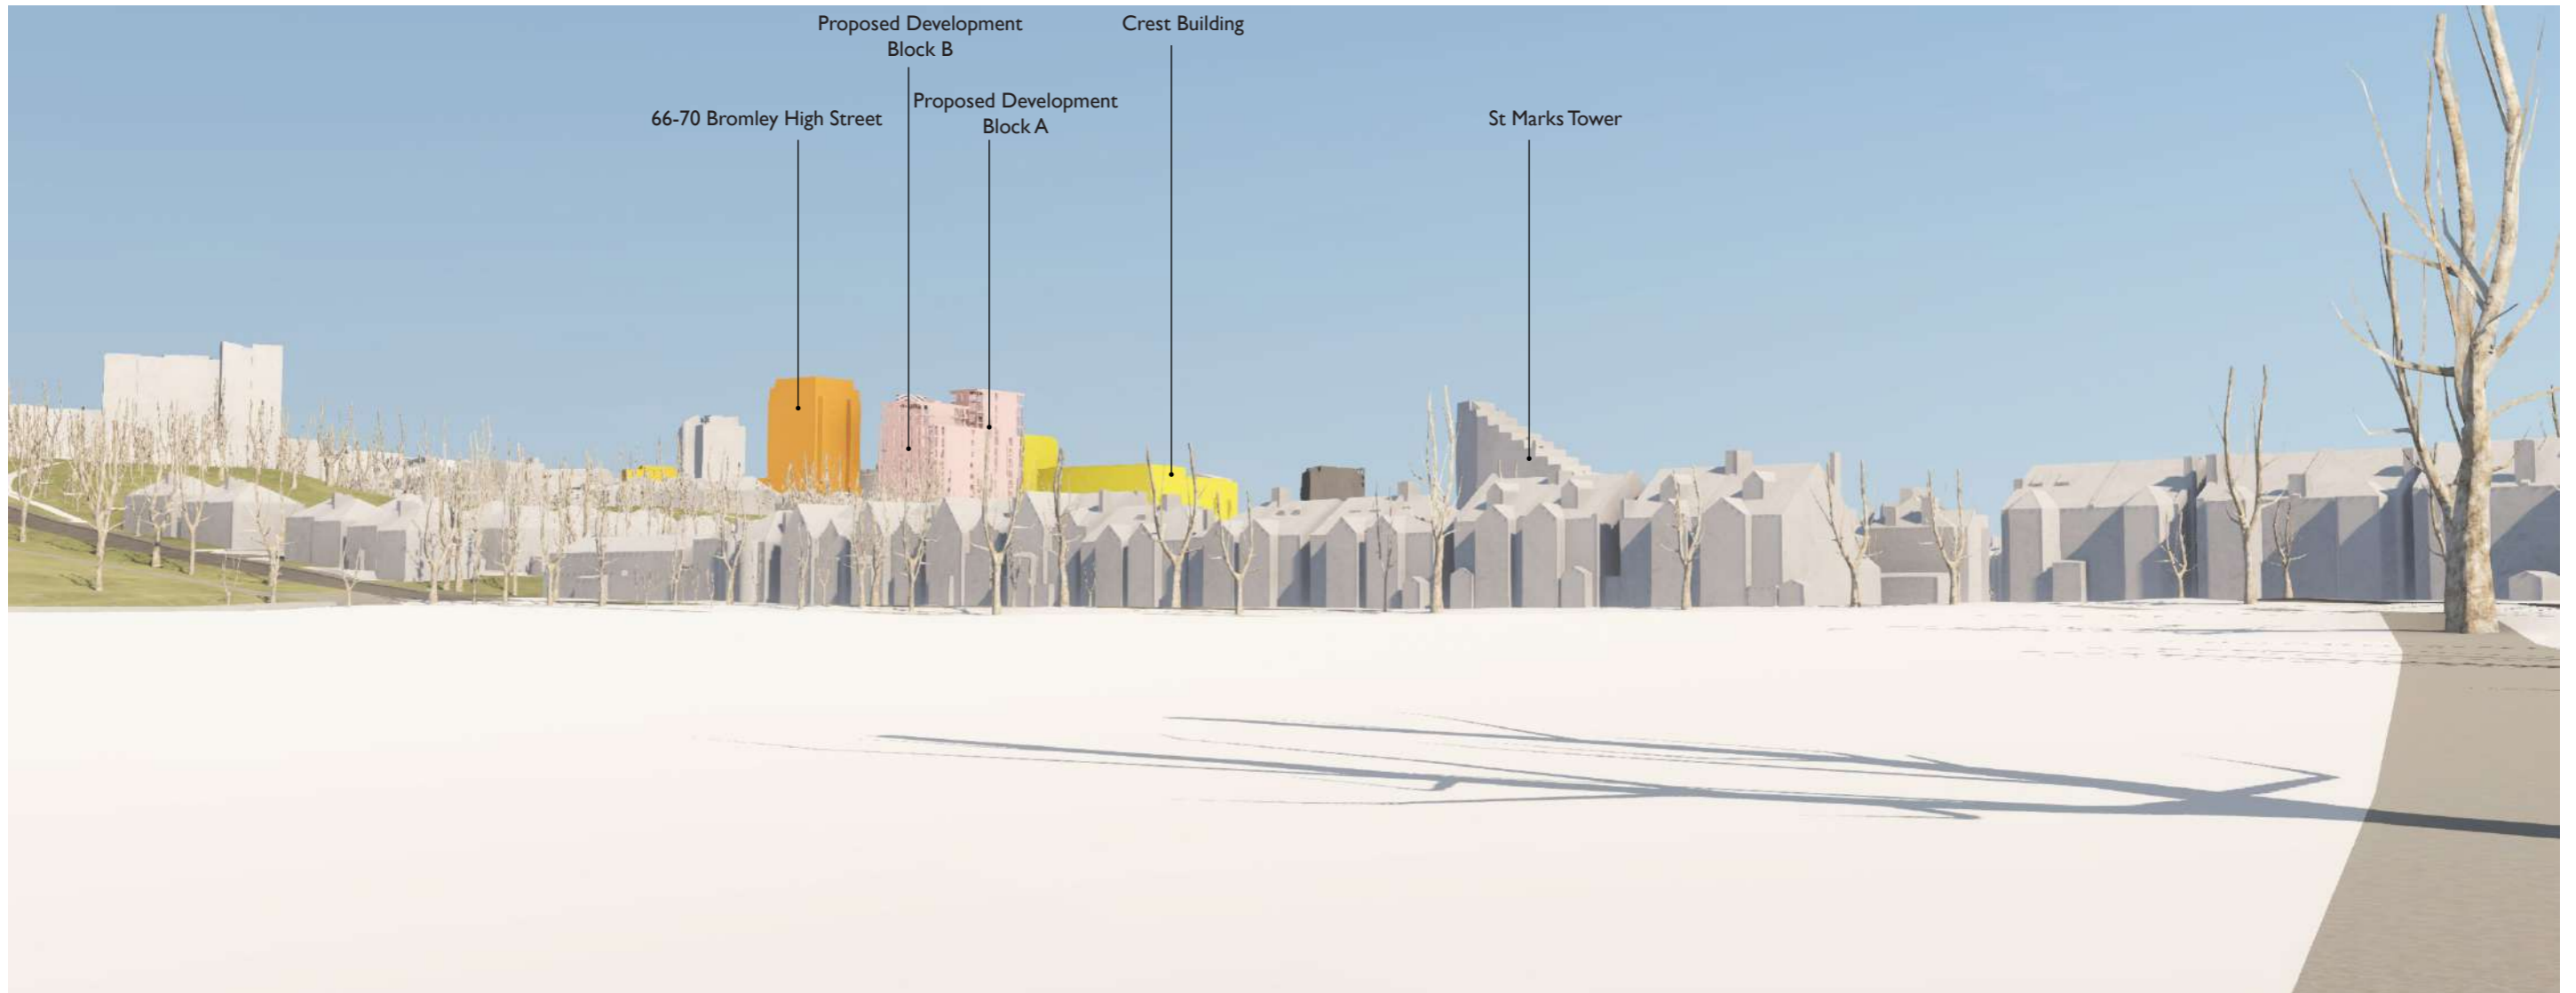 Proposed Development
Block B
Crest Building
Proposed Development
Block A
66-70 Bromley High Street
St Marks Tower